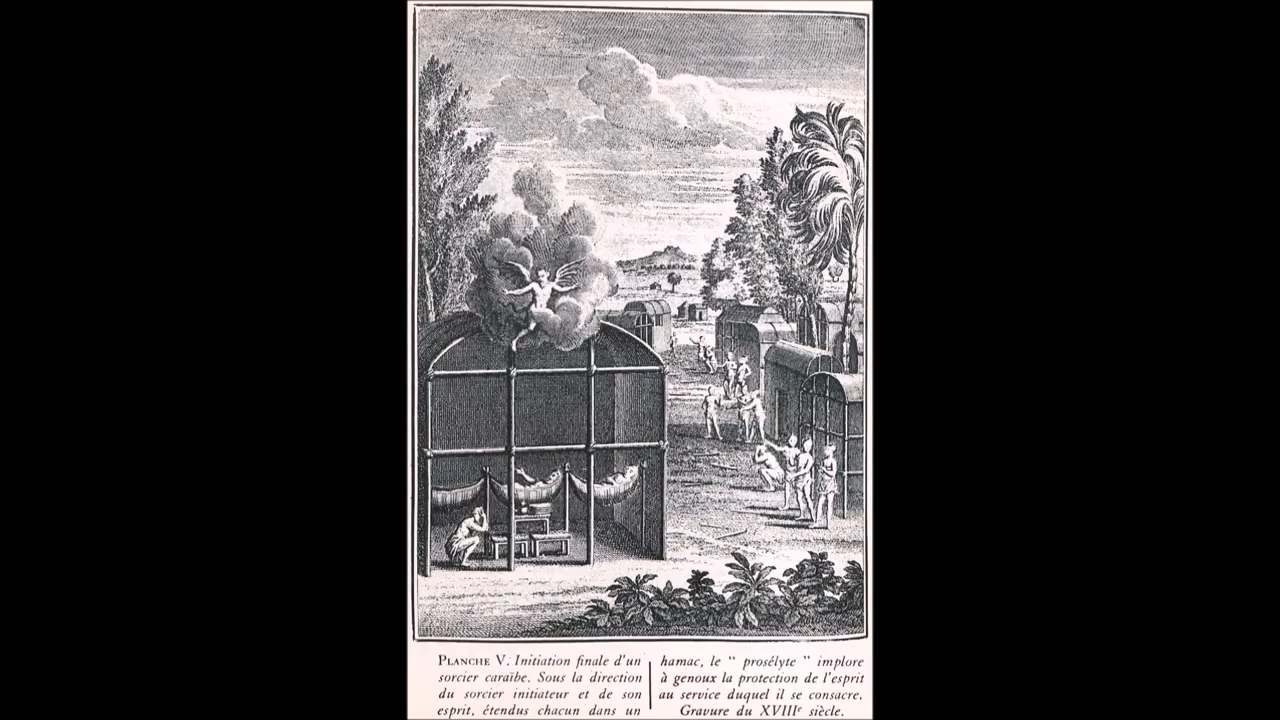 PLANCHE V. Initiation finale d'un
sorcier caraïbe. Sous la direction
du sorcier initiateur et de son
esprit, étendus chacun dans un
hamac, le " prosélyte " implore
à genoux la protection de l'esprit
au service duquel il se consacre.
Gravure du XVIIIe siècle.